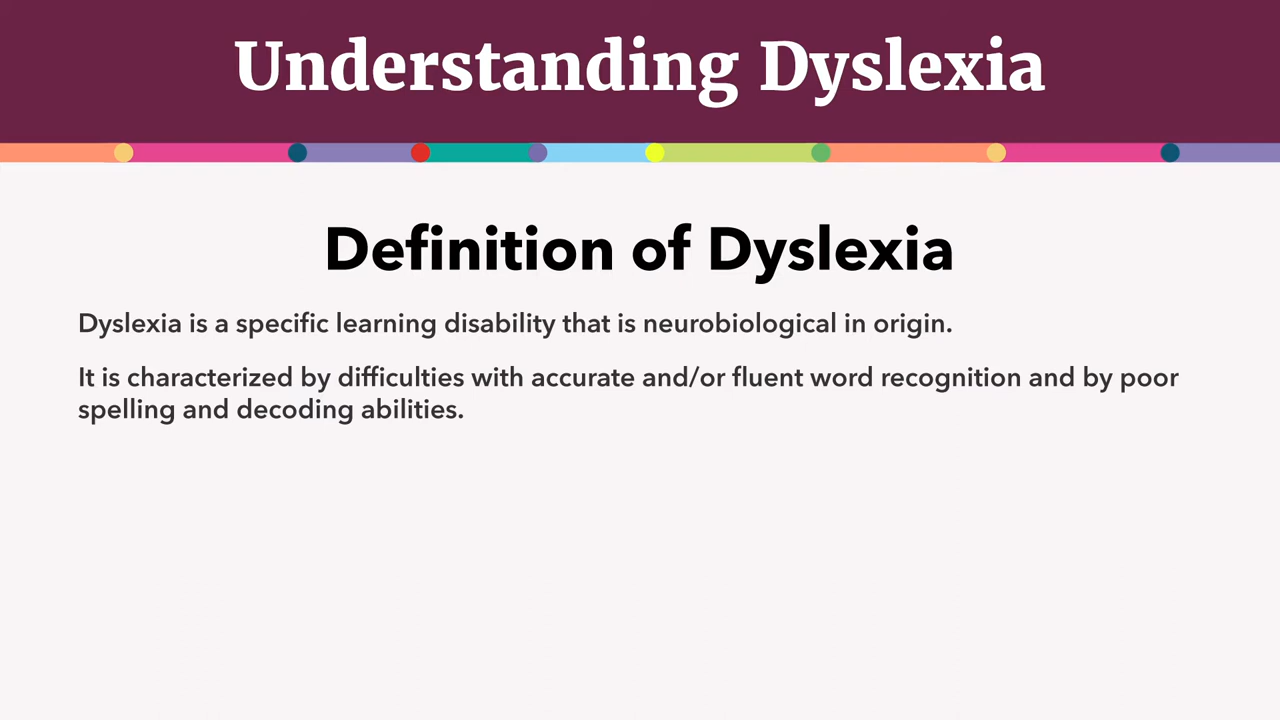 Understanding Dyslexia
Definition of Dyslexia
Dyslexia is a specific learning disability that is neurobiological in origin.
It is characterized by difficulties with accurate and/or fluent word recognition and by poor
spelling and decoding abilities.